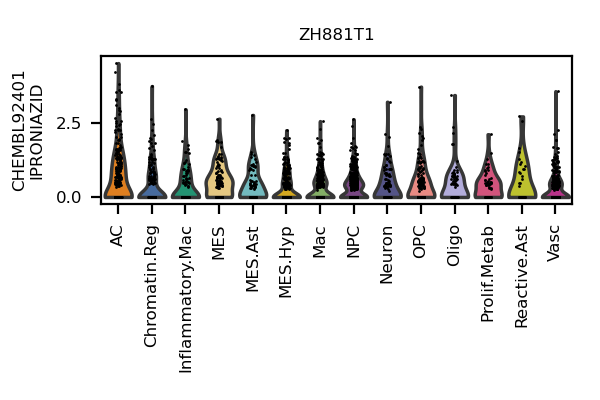 ZH881T1
CHEMBL92401
IPRONIAZID
2.5
0.0
AC
Chromatin.Reg
Inflammatory.Mac
MES
MES.Ast
MES.Hyp
Mac
NPC
Neuron
OPC
Oligo
Prolif.Metab
Reactive.Ast
Vasc